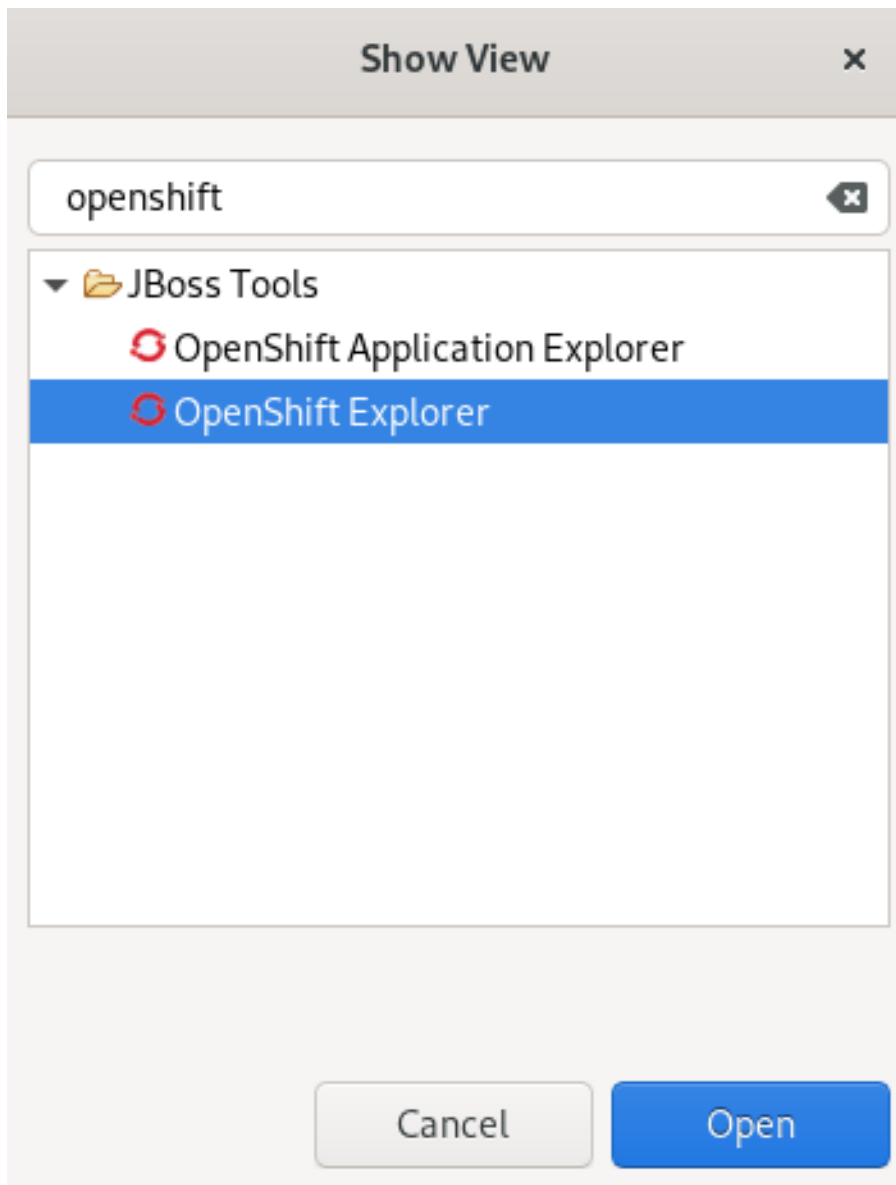 Show View
openshift
JBoss Tools
OpenShift Application Explorer
OpenShift Explorer
Cancel
Open